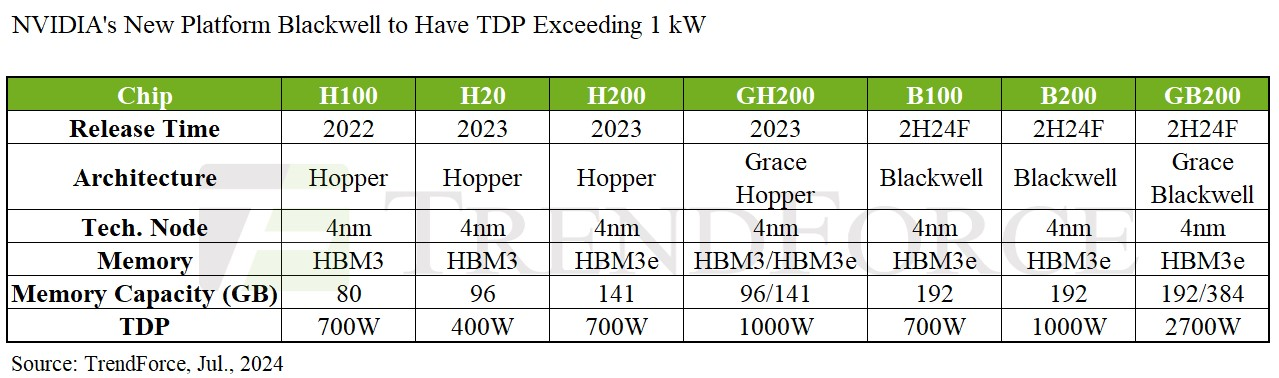 NVIDIA's New Platform Blackwell to Have TDP Exceeding 1 kW
Chip H100 H20 H200 GH200 B100 B200 GB200
Release Time 2022 2023 2023 2023 2H24F 2H24F 2H24F
Architecture Hopper Hopper Hopper Grace Hopper Blackwell Blackwell Grace Blackwell
Tech. Node 4nm 4nm 4nm 4nm 4nm 4nm 4nm
Memory HBM3 HBM3 HBM3e HBM3/HBM3e HBM3e HBM3e HBM3e
Memory Capacity (GB) 80 96 141 96/141 192 192 192/384
TDP 700W 400W 700W 1000W 700W 1000W 2700W
TRENDFORCE
Source: TrendForce, Jul., 2024